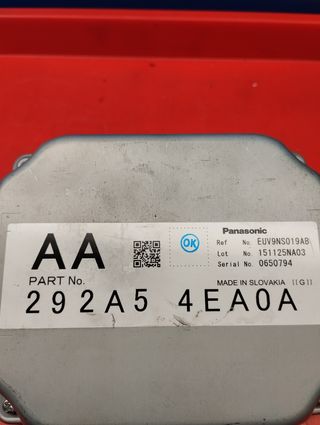 AA
OK
Panasonic
Ref No. EUV9NS019AB
Lot No. 151125NA03
Serial No. 0650794
PART No.
MADE IN SLOVAKIA
292A5 4EA0A